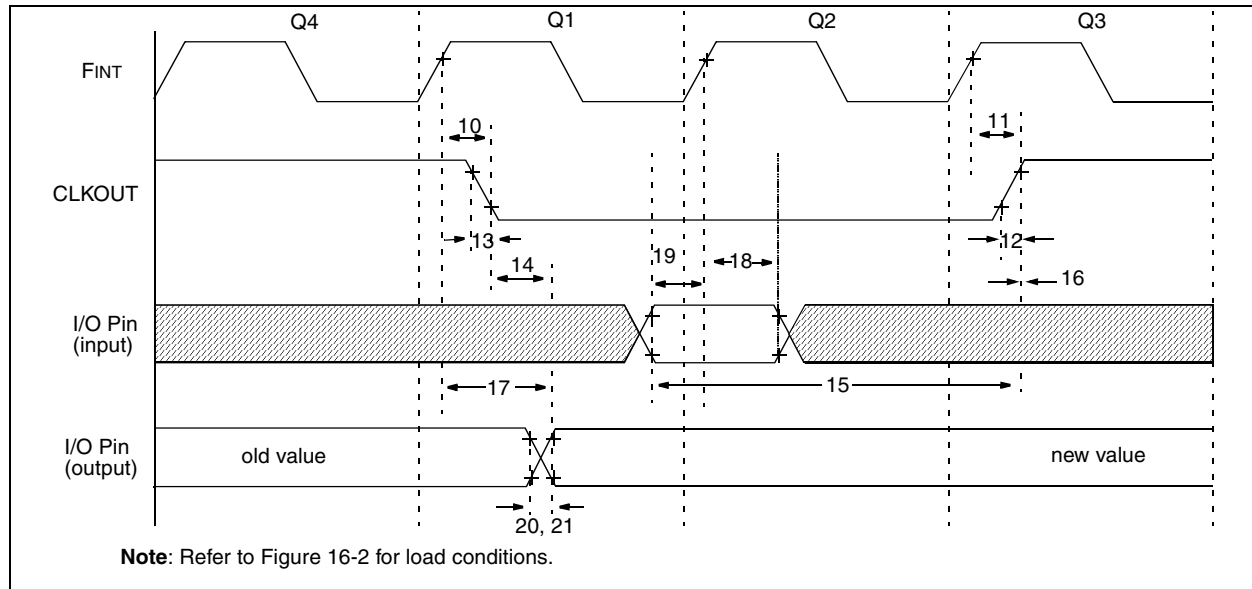 Q4 Q1 Q2 Q3
FINT
10 11
CLKOUT
13 12
14 19 18 16
I/O Pin
(input)
17 15
I/O Pin
(output)
old value new value
20, 21
Note: Refer to Figure 16-2 for load conditions.